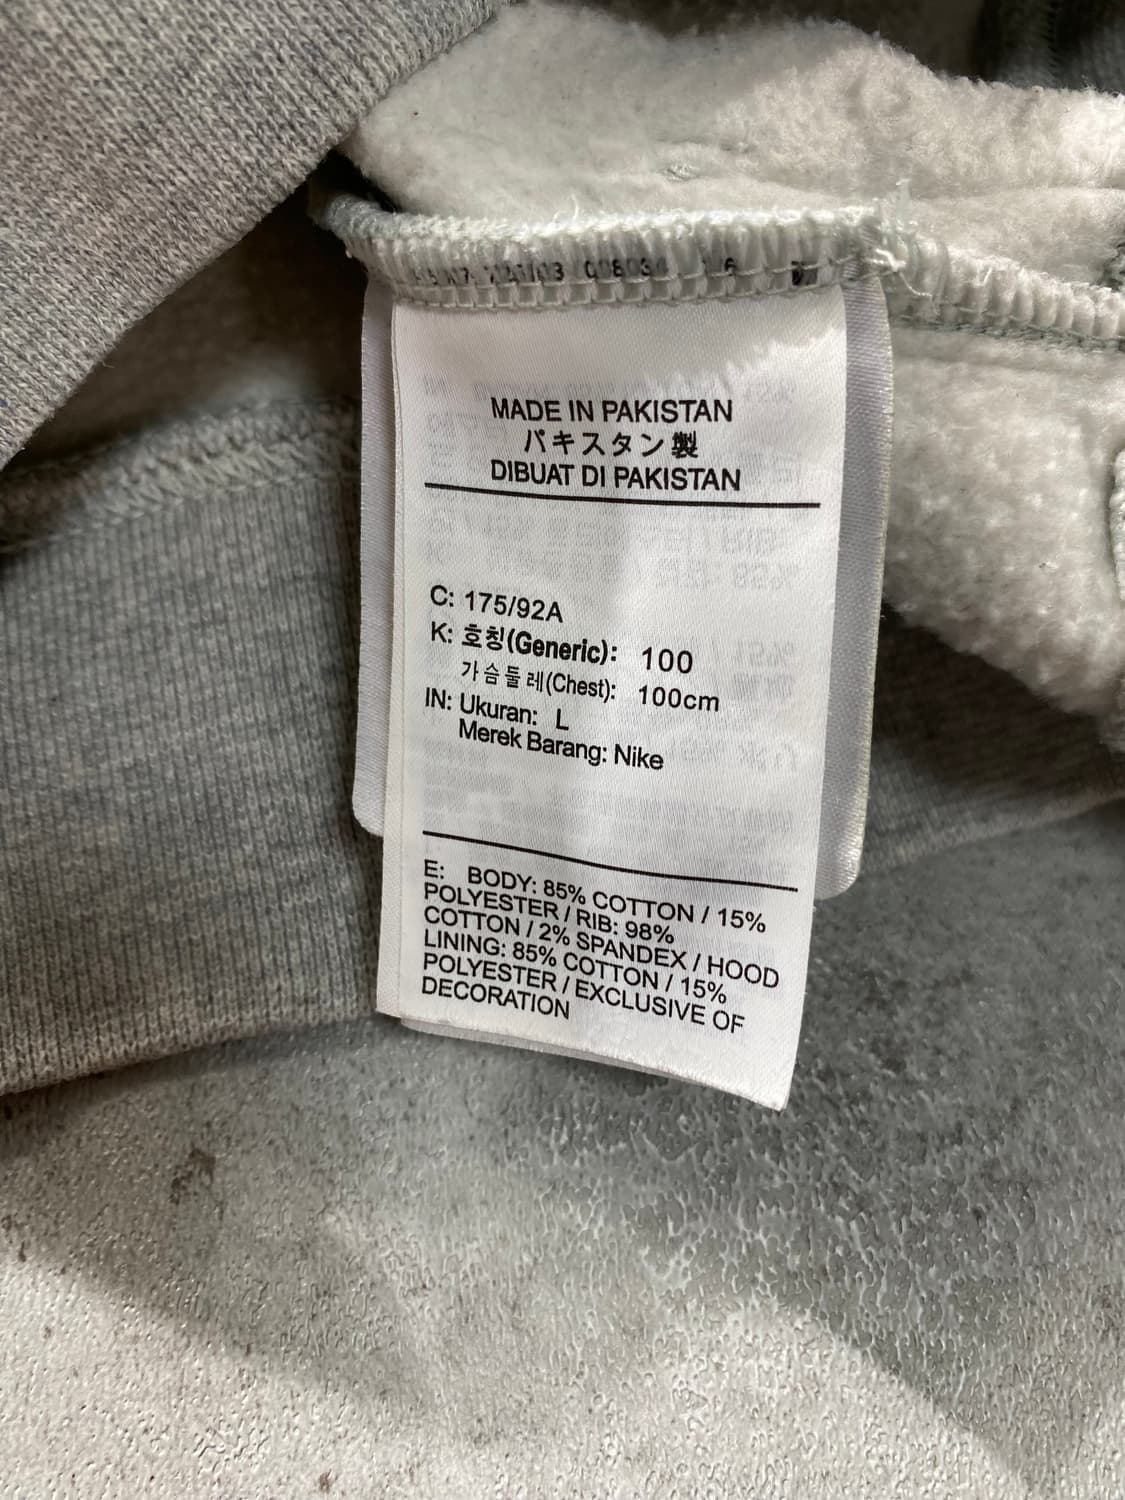 MADE IN PAKISTAN
パキスタン製
DIBUAT DI PAKISTAN
C: 175/92A
K: 호칭(Generic): 100
가슴둘레(Chest): 100cm
IN: Ukuran: L
Merek Barang: Nike
E: BODY: 85% COTTON / 15%
POLYESTER / RIB: 98%
COTTON / 2% SPANDEX / HOOD
LINING: 85% COTTON / 15%
POLYESTER / EXCLUSIVE OF
DECORATION